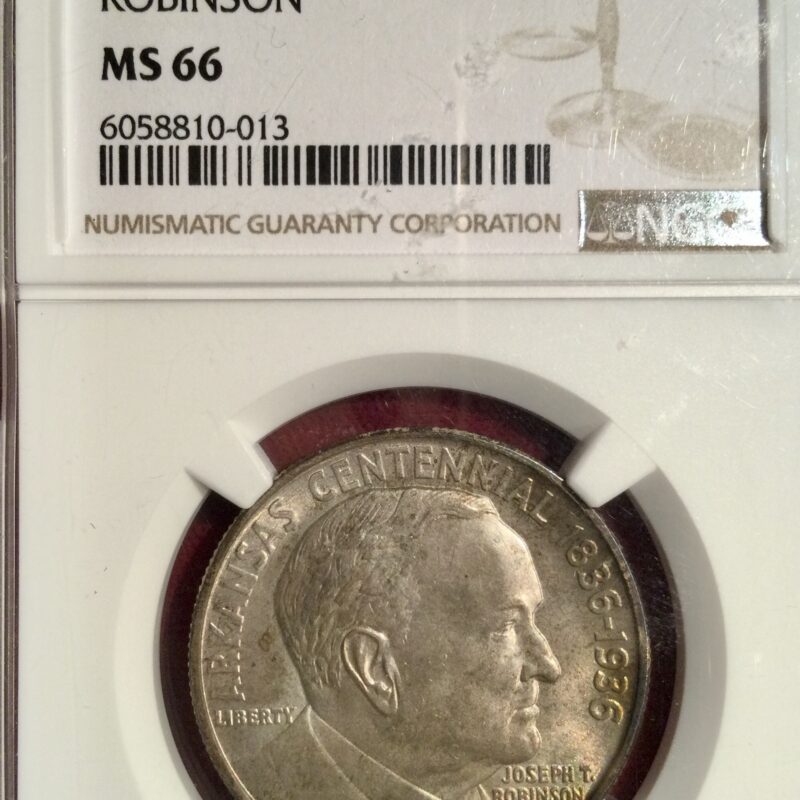 ROBINSON
MS 66
6058810-013
NUMISMATIC GUARANTY CORPORATION
NGC
ARKANSAS CENTENNIAL 1836-1936
LIBERTY
JOSEPH T.
ROBINSON